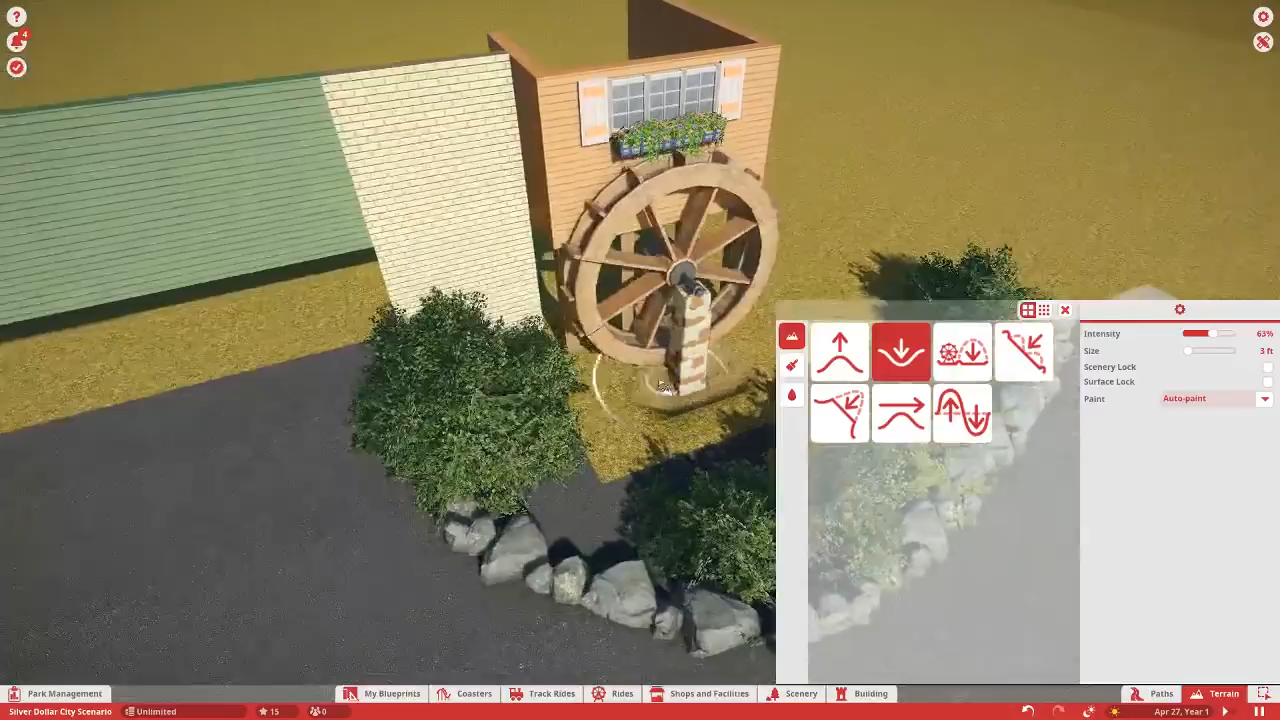 ?
4
Intensity 63%
Size 3 ft
Scenery Lock
Surface Lock
Paint Auto-paint
Park Management My Blueprints Coasters Track Rides Rides Shops and Facilities Scenery Building Paths Terrain
Silver Dollar City Scenario Unlimited 15 0 Apr 27, Year 1